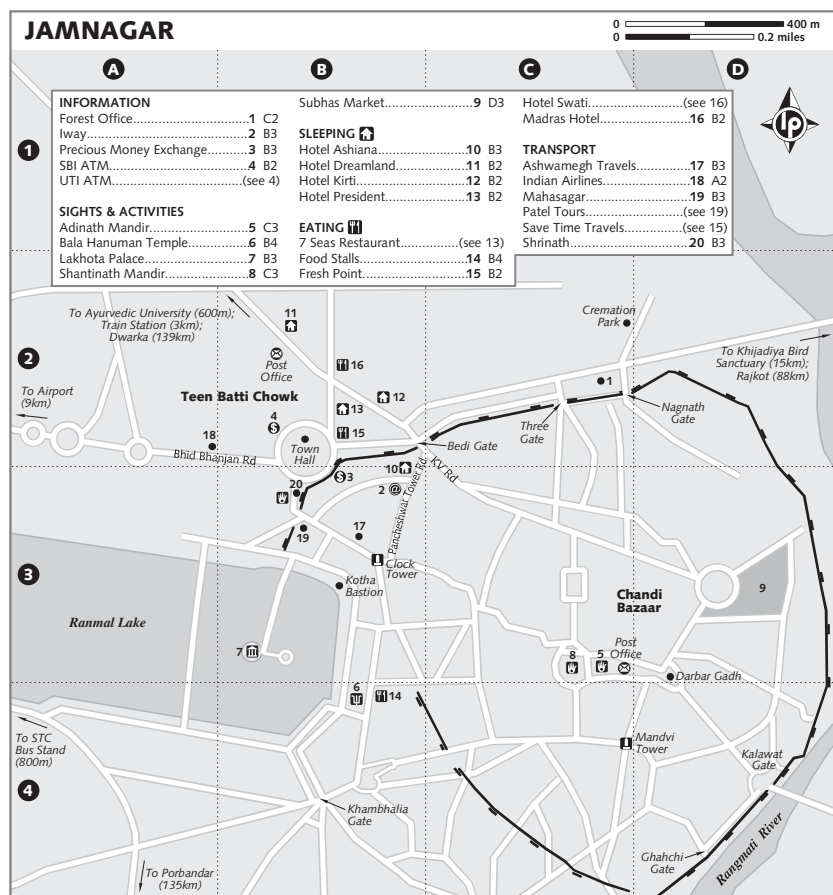 JAMNAGAR
0 400 m
0 0.2 miles
A B C D
INFORMATION
Forest Office 1 C2
Iway 2 B3
Precious Money Exchange 3 B3
SBI ATM 4 B2
UTI ATM (see 4)
SIGHTS & ACTIVITIES
Adinath Mandir 5 C3
Bala Hanuman Temple 6 B4
Lakhota Palace 7 B3
Shantinath Mandir 8 C3
Subhas Market 9 D3
SLEEPING
Hotel Ashiana 10 B3
Hotel Dreamland 11 B2
Hotel Kirti 12 B2
Hotel President 13 B2
EATING
7 Seas Restaurant (see 13)
Food Stalls 14 B4
Fresh Point 15 B2
Hotel Swati (see 16)
Madras Hotel 16 B2
TRANSPORT
Ashwamegh Travels 17 B3
Indian Airlines 18 A2
Mahasagar 19 B3
Patel Tours (see 19)
Save Time Travels (see 15)
Shrinath 20 B3
lp
1
To Ayurvedic University (600m);
Train Station (3km);
Dwarka (139km)
11
Cremation
Park
2
Post
Office
16
1
To Khijadiya Bird
Sanctuary (15km);
Rajkot (88km)
To Airport
(9km)
Teen Batti Chowk
12
4
$
13
Three
Gate
Nagnath
Gate
18
Town
Hall
15
Bedi Gate
Bhid Bhanjan Rd
10
KV Rd
$ 3
Pancheshwat Tower Rd
20
2 @
19
17
Clock
Tower
3
Kotha
Bastion
Chandi
Bazaar
9
Ranmal Lake
7
8
5
Post
Office
Darbar Gadh
6
14
To STC
Bus Stand
(800m)
Mandvi
Tower
Kalawat
Gate
4
Khambhalia
Gate
Ghahchi
Gate
Rangmati River
To Porbandar
(135km)